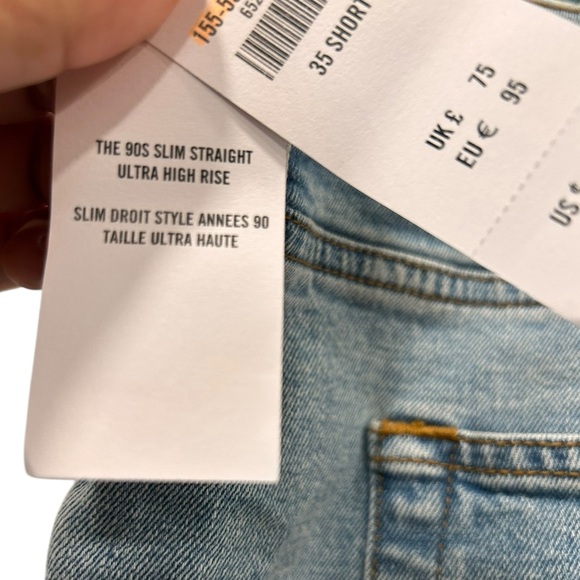 THE 90S SLIM STRAIGHT
ULTRA HIGH RISE
SLIM DROIT STYLE ANNEES 90
TAILLE ULTRA HAUTE
35 SHORT
UK £ 75
EU € 95
US